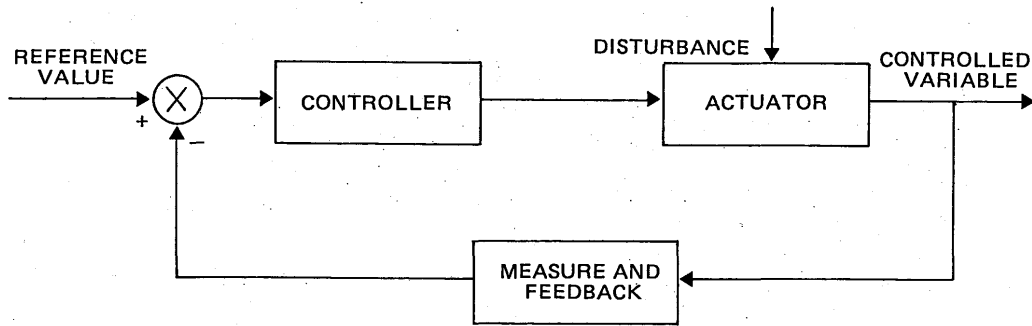 REFERENCE
VALUE
+
−
CONTROLLER
DISTURBANCE
ACTUATOR
CONTROLLED
VARIABLE
MEASURE AND
FEEDBACK